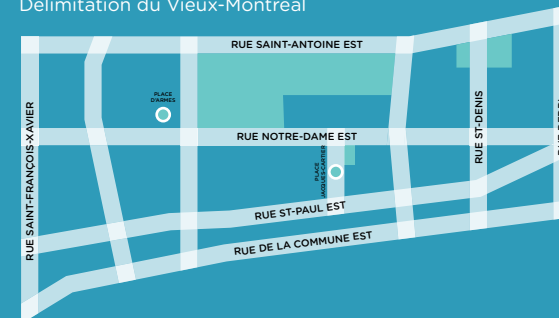 Délimitation du Vieux-Montréal
RUE SAINT-ANTOINE EST
PLACE
D'ARMES
RUE SAINT-FRANÇOIS-XAVIER
RUE NOTRE-DAME EST
RUE ST-DENIS
PLACE
JACQUES-CARTIER
RUE ST-PAUL EST
RUE DE LA COMMUNE EST